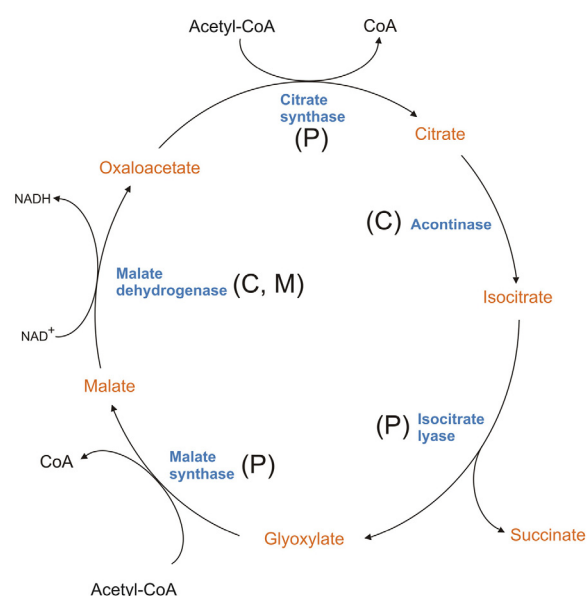 Acetyl-CoA
CoA
Citrate
synthase
(P)
Citrate
Oxaloacetate
NADH
(C) Acontinase
Malate
dehydrogenase (C, M)
Isocitrate
NAD+
Malate
(P) Isocitrate
lyase
Malate
synthase (P)
CoA
Glyoxylate
Succinate
Acetyl-CoA